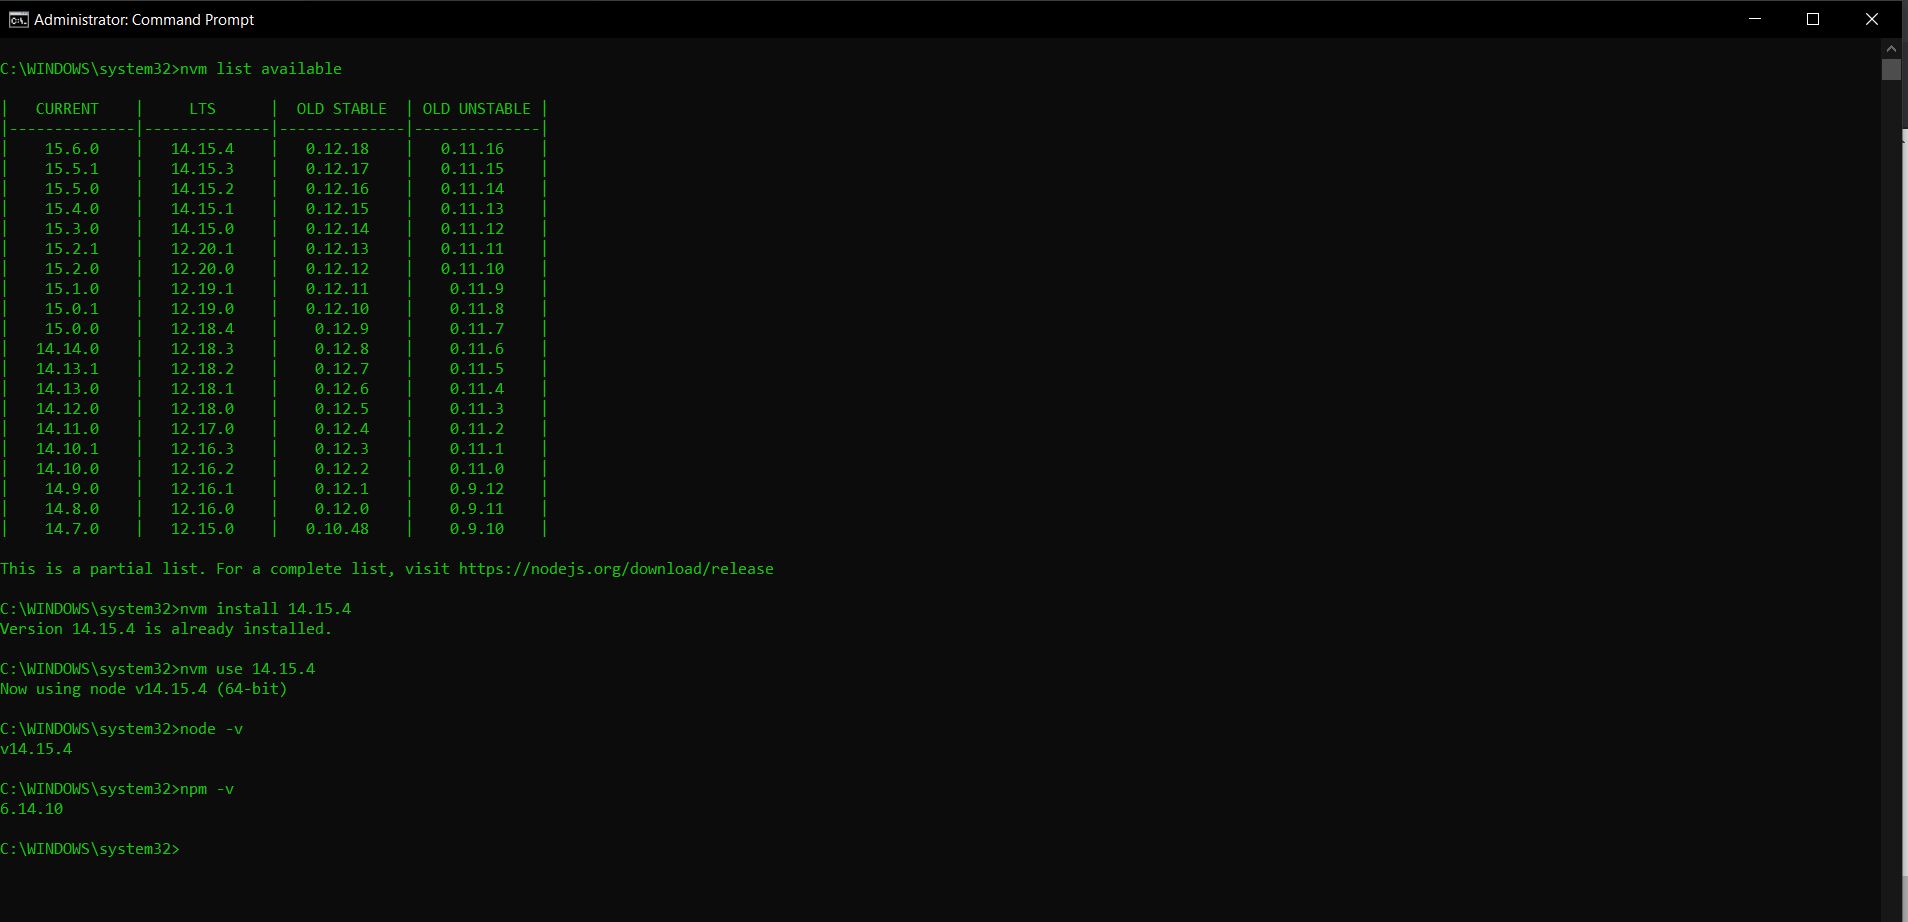 Administrator: Command Prompt
C:\WINDOWS\system32>nvm list available
|   CURRENT    |     LTS      |  OLD STABLE  | OLD UNSTABLE |
|--------------|--------------|--------------|--------------|
|    15.6.0    |   14.15.4    |   0.12.18    |   0.11.16    |
|    15.5.1    |   14.15.3    |   0.12.17    |   0.11.15    |
|    15.5.0    |   14.15.2    |   0.12.16    |   0.11.14    |
|    15.4.0    |   14.15.1    |   0.12.15    |   0.11.13    |
|    15.3.0    |   14.15.0    |   0.12.14    |   0.11.12    |
|    15.2.1    |   12.20.1    |   0.12.13    |   0.11.11    |
|    15.2.0    |   12.20.0    |   0.12.12    |   0.11.10    |
|    15.1.0    |   12.19.1    |   0.12.11    |    0.11.9    |
|    15.0.1    |   12.19.0    |   0.12.10    |    0.11.8    |
|    15.0.0    |   12.18.4    |    0.12.9    |    0.11.7    |
|   14.14.0    |   12.18.3    |    0.12.8    |    0.11.6    |
|   14.13.1    |   12.18.2    |    0.12.7    |    0.11.5    |
|   14.13.0    |   12.18.1    |    0.12.6    |    0.11.4    |
|   14.12.0    |   12.18.0    |    0.12.5    |    0.11.3    |
|   14.11.0    |   12.17.0    |    0.12.4    |    0.11.2    |
|   14.10.1    |   12.16.3    |    0.12.3    |    0.11.1    |
|   14.10.0    |   12.16.2    |    0.12.2    |    0.11.0    |
|    14.9.0    |   12.16.1    |    0.12.1    |    0.9.12    |
|    14.8.0    |   12.16.0    |    0.12.0    |    0.9.11    |
|    14.7.0    |   12.15.0    |   0.10.48    |    0.9.10    |
This is a partial list. For a complete list, visit https://nodejs.org/download/release
C:\WINDOWS\system32>nvm install 14.15.4
Version 14.15.4 is already installed.
C:\WINDOWS\system32>nvm use 14.15.4
Now using node v14.15.4 (64-bit)
C:\WINDOWS\system32>node -v
v14.15.4
C:\WINDOWS\system32>npm -v
6.14.10
C:\WINDOWS\system32>